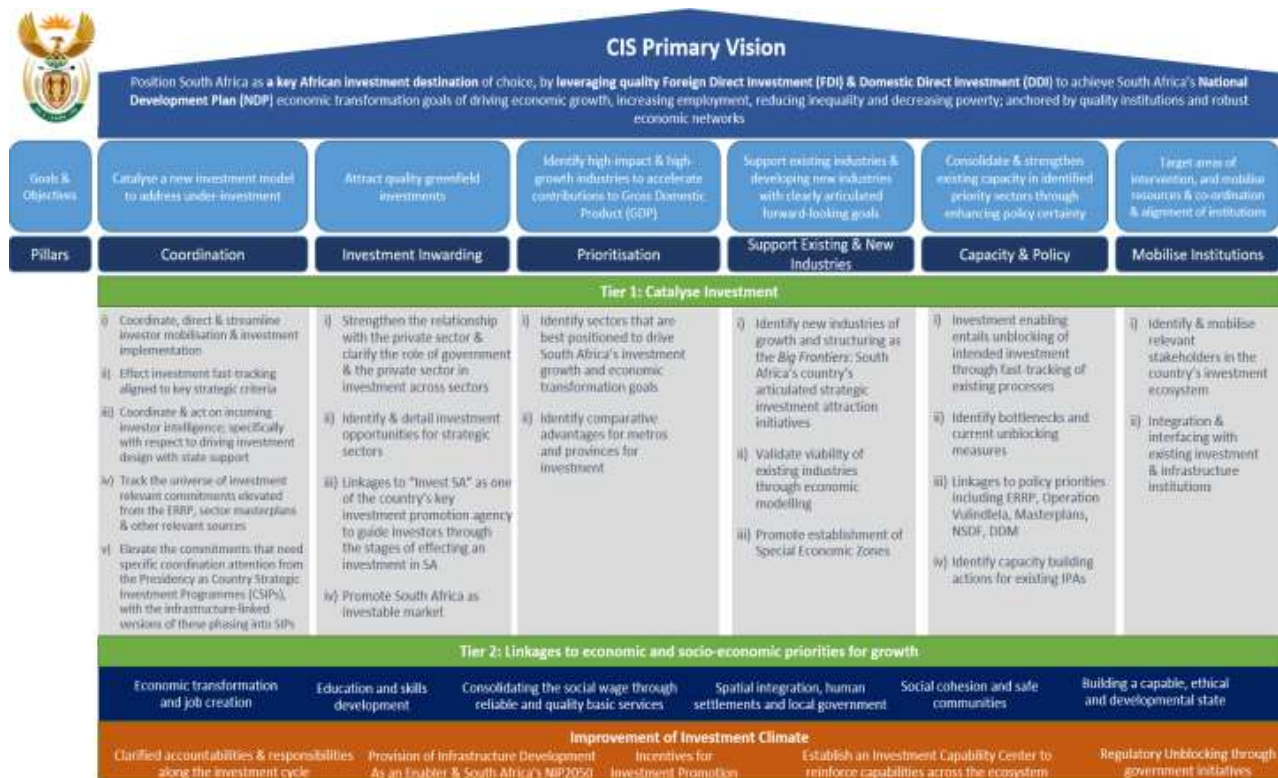 CIS Primary Vision
Position South Africa as a key African investment destination of choice, by leveraging quality Foreign Direct Investment (FDI) & Domestic Direct Investment (DDI) to achieve South Africa's National
Development Plan (NDP) economic transformation goals of driving economic growth, increasing employment, reducing inequality and decreasing poverty; anchored by quality institutions and robust
economic networks
Goals &
Objectives
Catalyse a new investment model
to address under-investment
Attract quality greenfield
investments
Identify high-impact & high-
growth industries to accelerate
contributions to Gross Domestic
Product (GDP)
Support existing industries &
developing new industries
with clearly articulated
forward-looking goals
Consolidate & strengthen
existing capacity in identified
priority sectors through
enhancing policy certainty
Target areas of
intervention, and mobilise
resources & co-ordination
& alignment of institutions
Pillars
Coordination
Investment Inwarding
Prioritisation
Support Existing & New
Industries
Capacity & Policy
Mobilise Institutions
Tier 1: Catalyse Investment
i) Coordinate, direct & streamline
investor mobilisation & investment
implementation
ii) Effect investment fast-tracking
aligned to key strategic criteria
iii) Coordinate & act on incoming
investor intelligence; specifically
with respect to driving investment
design with state support
iv) Track the universe of investment
relevant commitments elevated
from the ERRP, sector masterplans
& other relevant sources
v) Elevate the commitments that need
specific coordination attention from
the Presidency as Country Strategic
Investment Programmes (CSIPs),
with the infrastructure-linked
versions of these phasing into SIPs
i) Strengthen the relationship
with the private sector &
clarify the role of government
& the private sector in
investment across sectors
ii) Identify & detail investment
opportunities for strategic
sectors
iii) Linkages to "Invest SA" as one
of the country's key
investment promotion agency
to guide investors through
the stages of effecting an
investment in SA
iv) Promote South Africa as
investable market
i) Identify sectors that are
best positioned to drive
South Africa's investment
growth and economic
transformation goals
ii) Identify comparative
advantages for metros
and provinces for
investment
i) Identify new industries of
growth and structuring as
the Big Frontiers: South
Africa's country's
articulated strategic
investment attraction
initiatives
ii) Validate viability of
existing industries
through economic
modelling
iii) Promote establishment of
Special Economic Zones
i) Investment enabling
entails unblocking of
intended investment
through fast-tracking of
existing processes
ii) Identify bottlenecks and
current unblocking
measures
iii) Linkages to policy priorities
including ERRP, Operation
Vulindlela, Masterplans,
NSDF, DDM
iv) Identify capacity building
actions for existing IPAs
i) Identify & mobilise
relevant
stakeholders in the
country's investment
ecosystem
ii) Integration &
interfacing with
existing investment
& infrastructure
institutions
Tier 2: Linkages to economic and socio-economic priorities for growth
Economic transformation
and job creation
Education and skills
development
Consolidating the social wage through
reliable and quality basic services
Spatial integration, human
settlements and local government
Social cohesion and safe
communities
Building a capable, ethical
and developmental state
Improvement of Investment Climate
Clarified accountabilities & responsibilities
along the investment cycle
Provision of Infrastructure Development
As an Enabler & South Africa's NIP2050
Incentives for
Investment Promotion
Establish an Investment Capability Center to
reinforce capabilities across the ecosystem
Regulatory Unblocking through
government initiatives